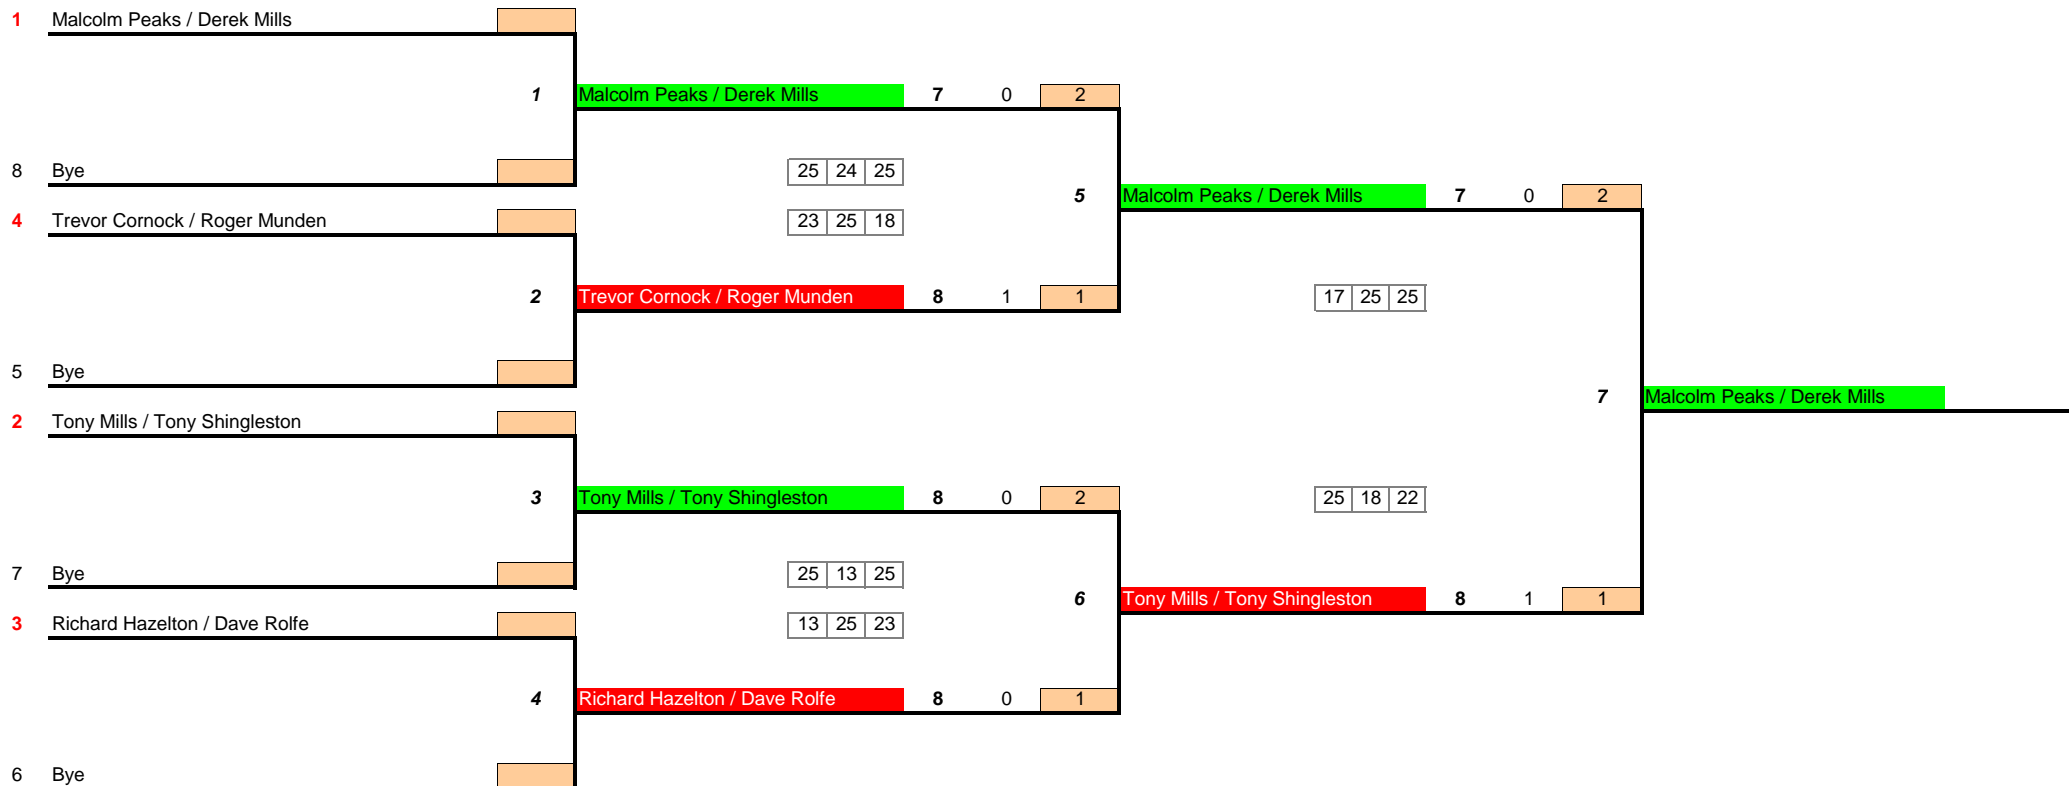 1 Malcolm Peaks / Derek Mills
1 Malcolm Peaks / Derek Mills 7 0 2
8 Bye 25 24 25
5 Malcolm Peaks / Derek Mills 7 0 2
4 Trevor Cornock / Roger Munden 23 25 18
2 Trevor Cornock / Roger Munden 8 1 1 17 25 25
5 Bye
7 Malcolm Peaks / Derek Mills
2 Tony Mills / Tony Shingleston
3 Tony Mills / Tony Shingleston 8 0 2 25 18 22
7 Bye 25 13 25
6 Tony Mills / Tony Shingleston 8 1 1
3 Richard Hazelton / Dave Rolfe 13 25 23
4 Richard Hazelton / Dave Rolfe 8 0 1
6 Bye